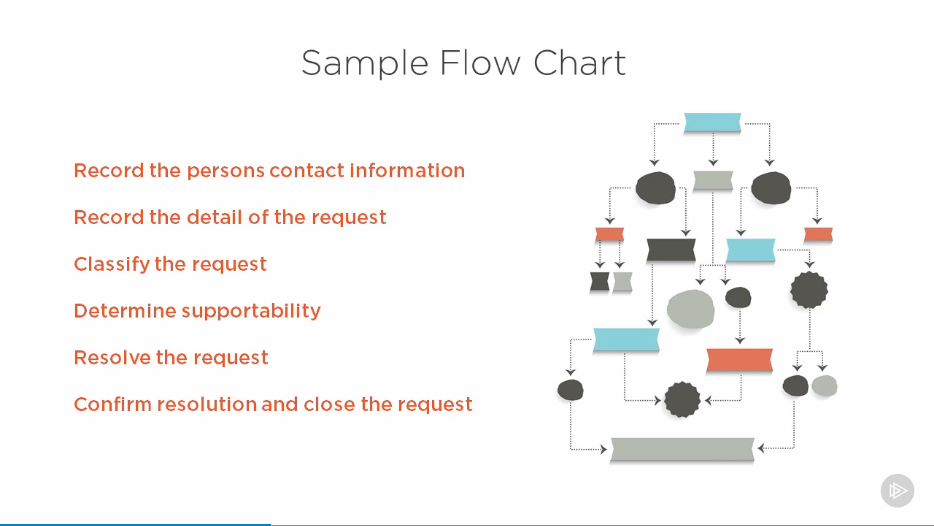 Sample Flow Chart
Record the persons contact information
Record the detail of the request
Classify the request
Determine supportability
Resolve the request
Confirm resolution and close the request